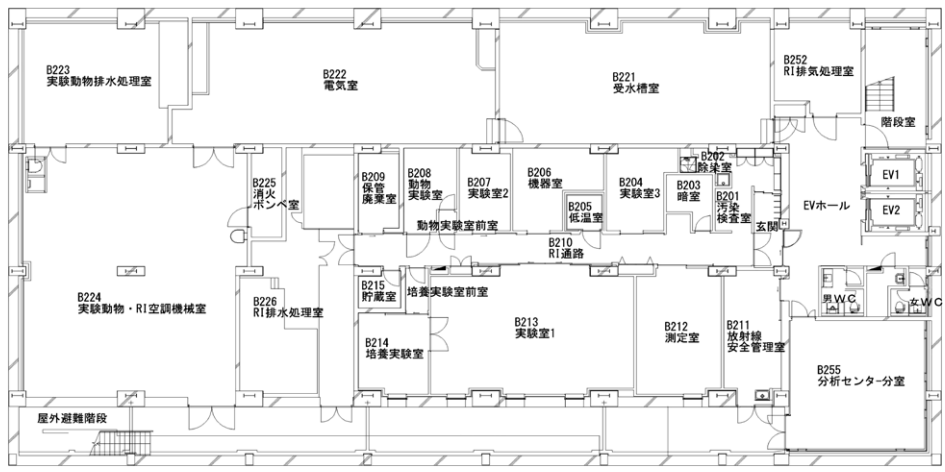 B223
実験動物排水処理室
B222
電気室
B221
受水槽室
B252
RI排気処理室
階段室
B225
消火
ボンベ室
B209
保管
廃棄室
B208
動物
実験室
B207
実験室2
動物実験室前室
B206
機器室
B205
低温室
B204
実験室3
B203
暗室
B202
除染室
B201
汚染
検査室
玄関
EVホール
EV1
EV2
B210
RI通路
B224
実験動物・RI空調機械室
B226
RI排水処理室
B215
貯蔵室
培養実験室前室
B214
培養実験室
B213
実験室1
B212
測定室
B211
放射線
安全管理室
男WC
女WC
B255
分析センター分室
屋外避難階段